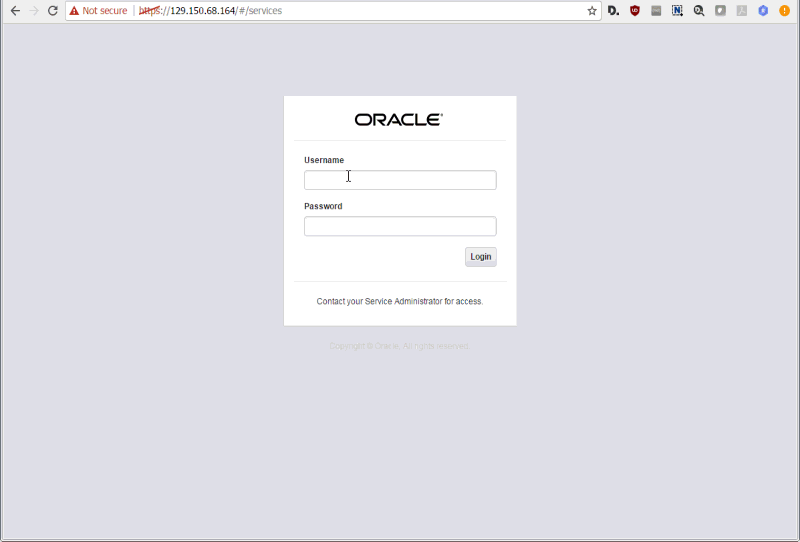 Not secure | https://129.150.68.164/#/services
ORACLE
Username
Password
Login
Contact your Service Administrator for access.
Copyright © Oracle. All rights reserved.